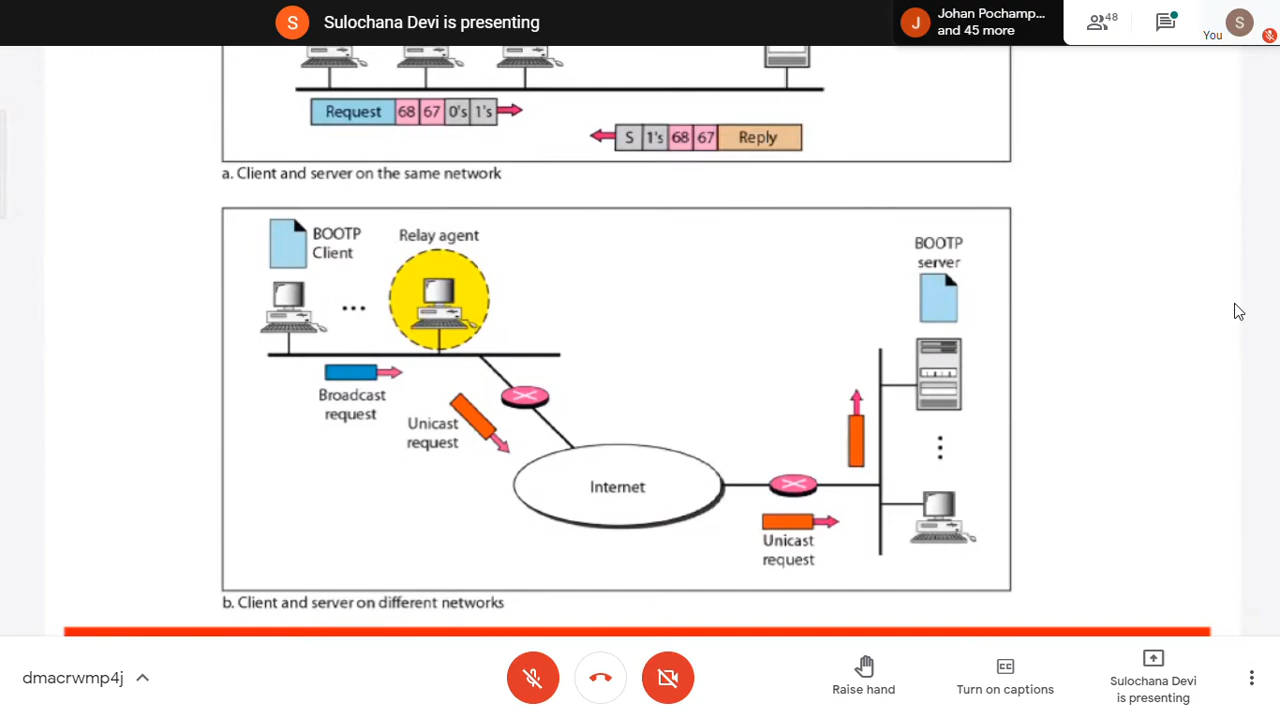 S Sulochana Devi is presenting
J Johan Pochamp...
and 45 more
48
You
S
Request 68 67 0's 1's
S 1's 68 67 Reply
a. Client and server on the same network
BOOTP
Client
Relay agent
BOOTP
server
Broadcast
request
Unicast
request
Internet
Unicast
request
b. Client and server on different networks
dmacrwmp4j
Raise hand
CC
Turn on captions
Sulochana Devi
is presenting